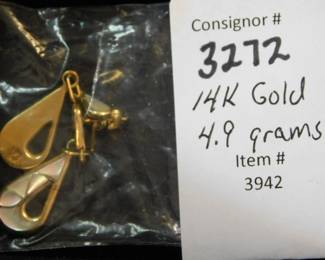 Consignor #
3272
14K Gold
4.9 grams
Item #
3942